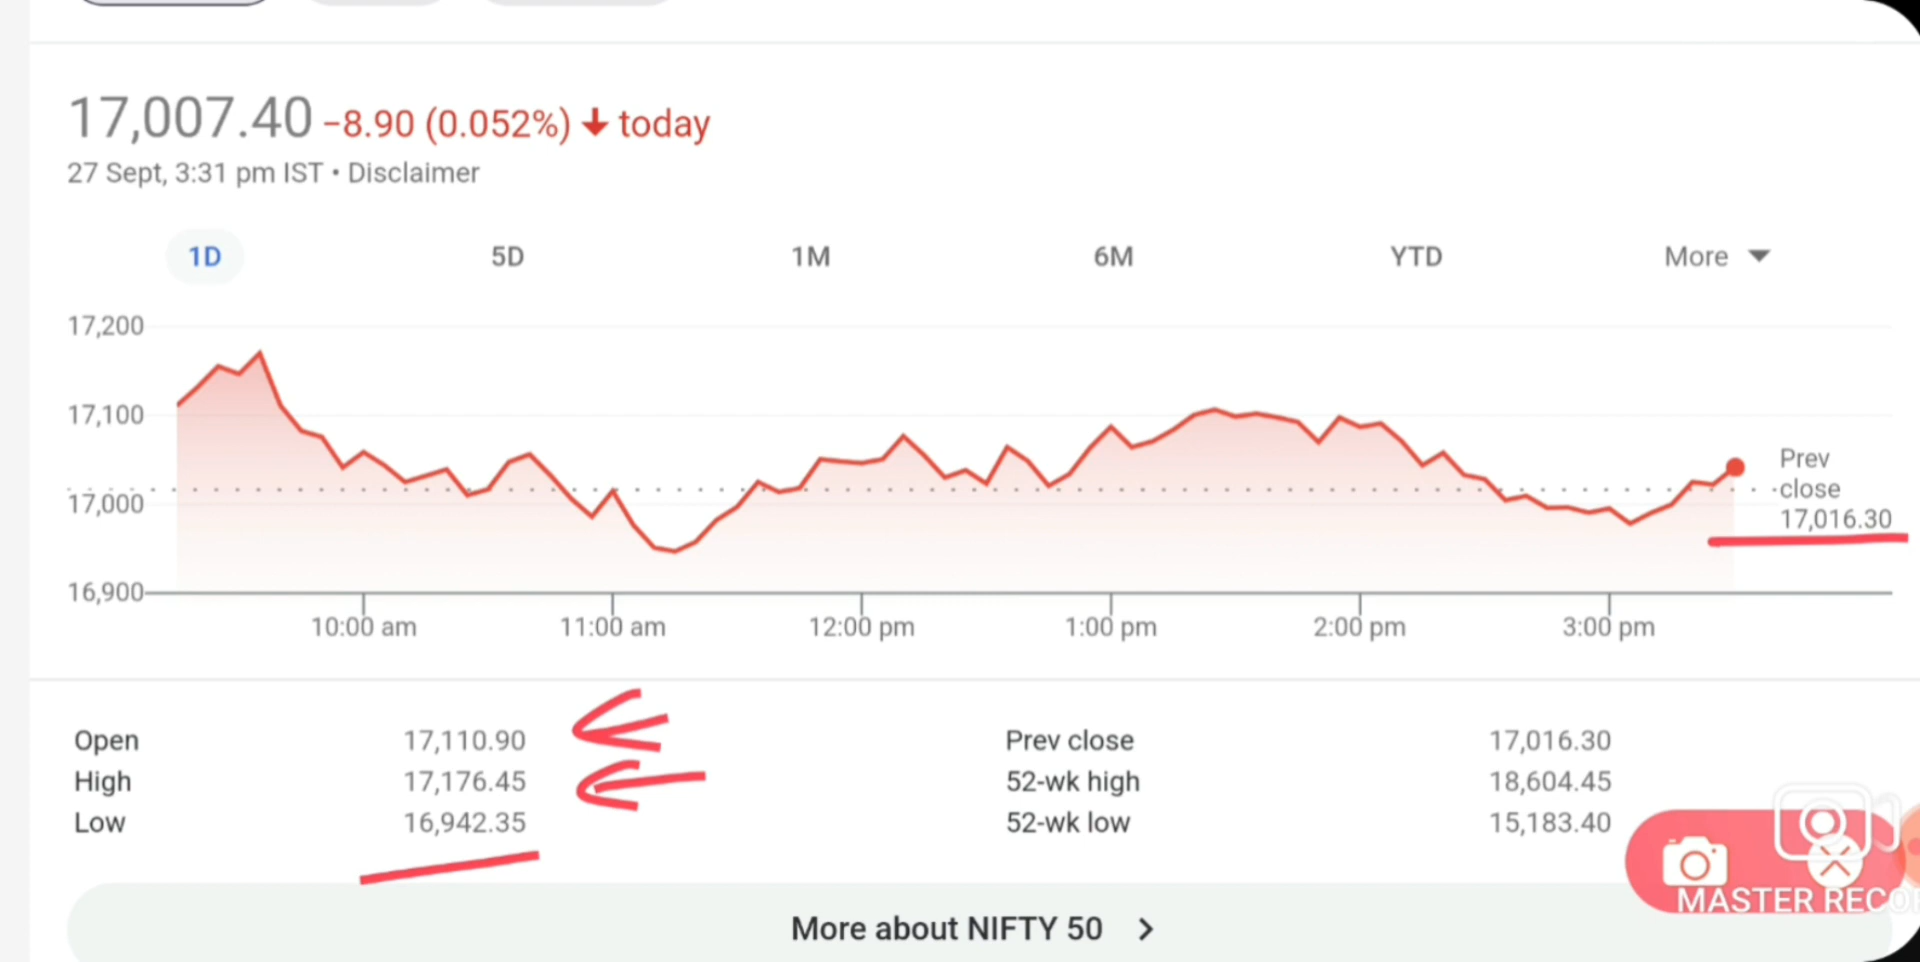 17,007.40 −8.90 (0.052%) ↓ today
27 Sept, 3:31 pm IST • Disclaimer
1D 5D 1M 6M YTD More
17,200
17,100
17,000
16,900
Prev
close
17,016.30
10:00 am 11:00 am 12:00 pm 1:00 pm 2:00 pm 3:00 pm
Open 17,110.90 Prev close 17,016.30
High 17,176.45 52-wk high 18,604.45
Low 16,942.35 52-wk low 15,183.40
MASTER RECO
More about NIFTY 50 >